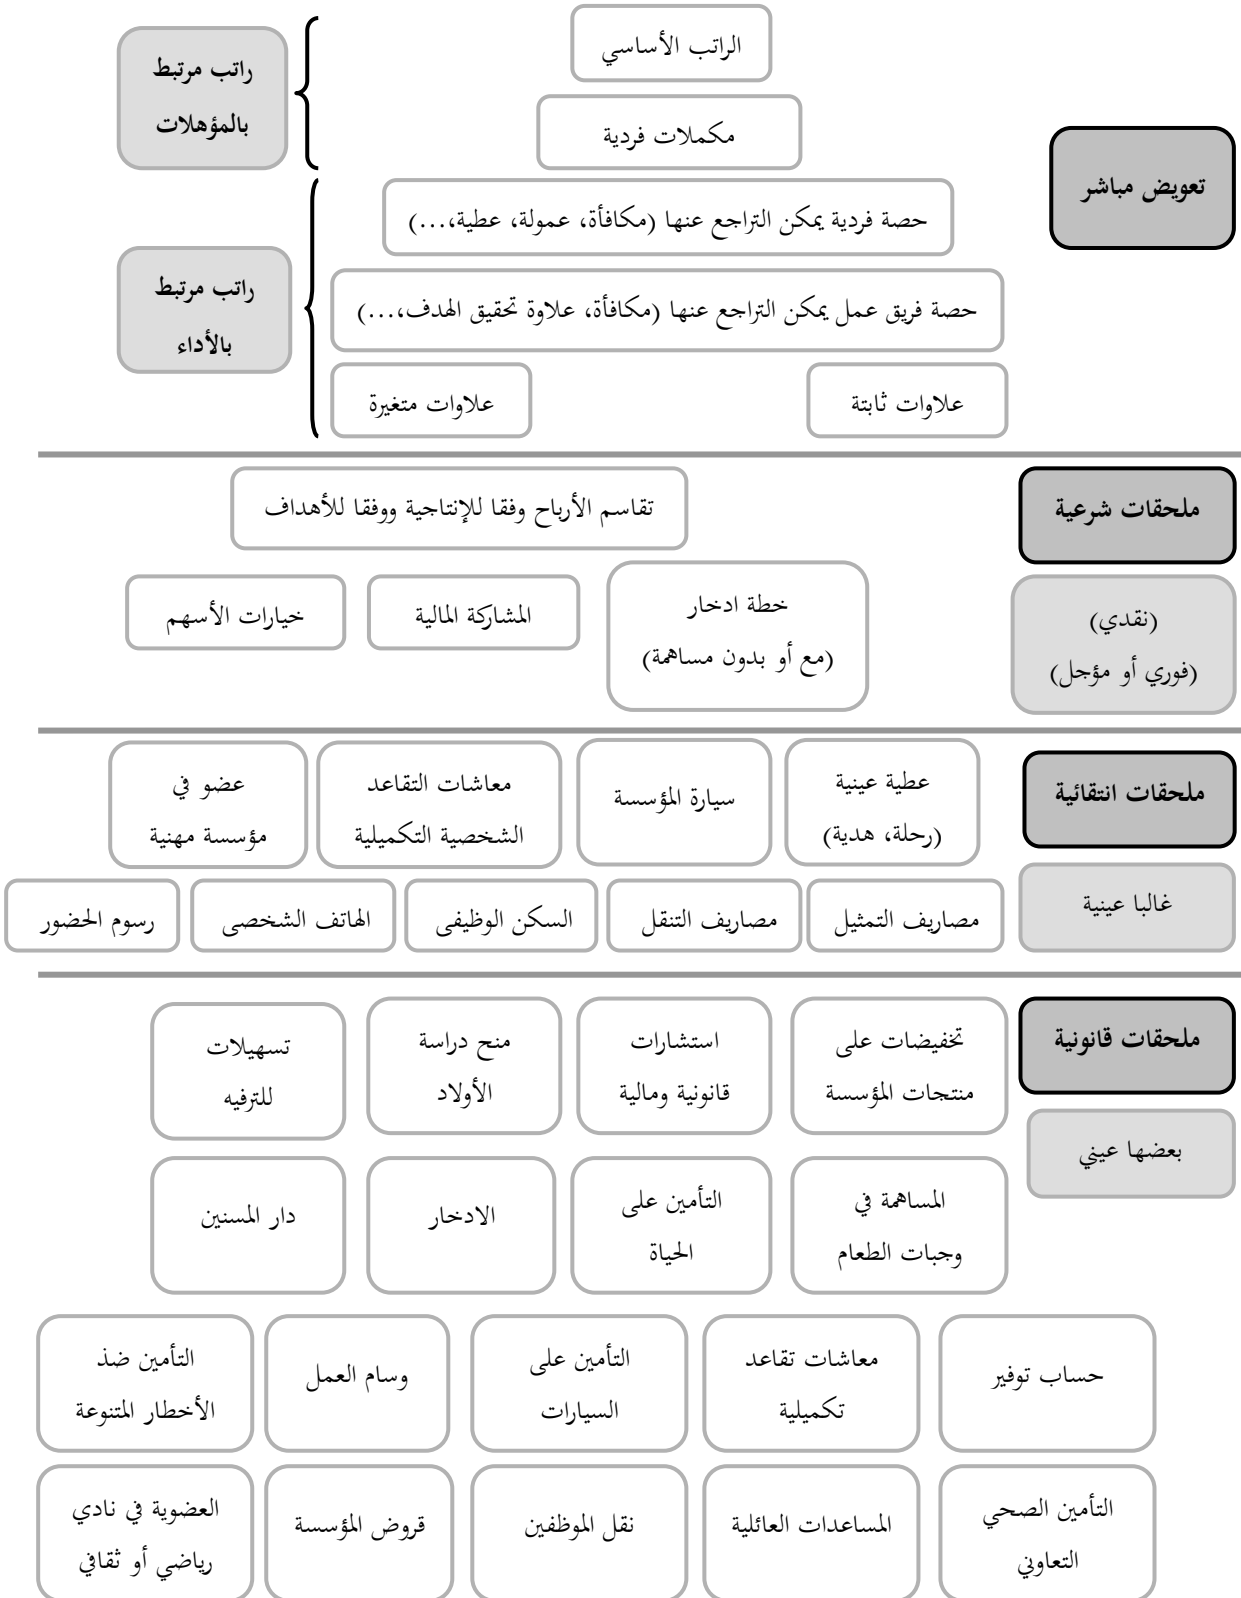 الراتب الأساسي
راتب مرتبط
بالمؤهلات
مكملات فردية
تعويض مباشر
حصة فردية يمكن التراجع عنها (مكافأة، عمولة، عطية،...)
راتب مرتبط
بالأداء
حصة فريق عمل يمكن التراجع عنها (مكافأة، علاوة تحقيق الهدف،...)
علاوات ثابتة
علاوات متغيرة
ملحقات شرعية
تقاسم الأرباح وفقا للإنتاجية ووفقا للأهداف
(نقدي)
(فوري أو مؤجل)
خطة ادخار
(مع أو بدون مساهمة)
المشاركة المالية
خيارات الأسهم
ملحقات انتقائية
عطية عينية
(رحلة، هدية)
سيارة المؤسسة
معاشات التقاعد
الشخصية التكميلية
عضو في
مؤسسة مهنية
غالبا عينية
مصاريف التمثيل
مصاريف التنقل
السكن الوظيفى
الهاتف الشخصى
رسوم الحضور
ملحقات قانونية
تخفيضات على
منتجات المؤسسة
استشارات
قانونية ومالية
منح دراسة
الأولاد
تسهيلات
للترفيه
بعضها عيني
المساهمة في
وجبات الطعام
التأمين على
الحياة
الادخار
دار المسنين
حساب توفير
معاشات تقاعد
تكميلية
التأمين على
السيارات
وسام العمل
التأمين ضذ
الأخطار المتنوعة
التأمين الصحي
التعاوني
المساعدات العائلية
نقل الموظفين
قروض المؤسسة
العضوية في نادي
رياضي أو ثقافي